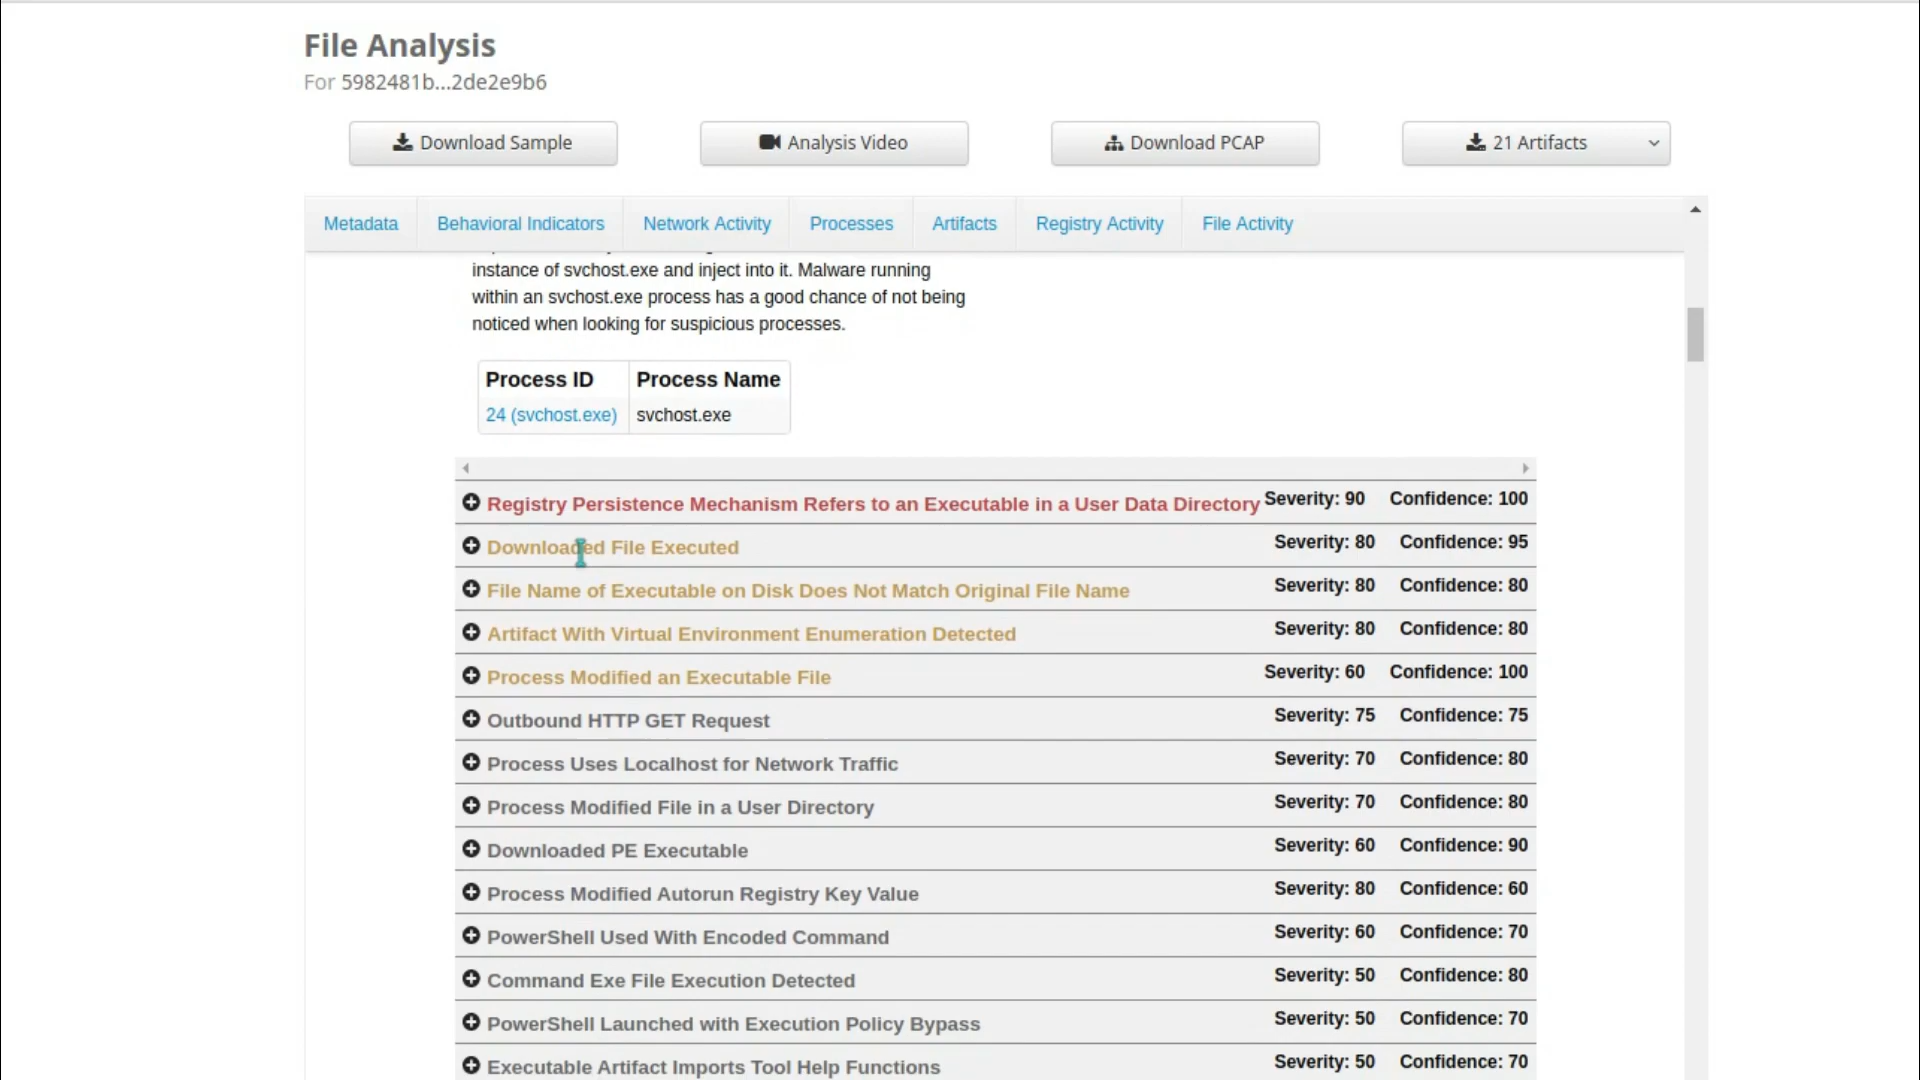 File Analysis
For 5982481b...2de2e9b6
Download Sample
Analysis Video
Download PCAP
21 Artifacts
Metadata
Behavioral Indicators
Network Activity
Processes
Artifacts
Registry Activity
File Activity
instance of svchost.exe and inject into it. Malware running
within an svchost.exe process has a good chance of not being
noticed when looking for suspicious processes.
Process ID Process Name
24 (svchost.exe) svchost.exe
Registry Persistence Mechanism Refers to an Executable in a User Data Directory Severity: 90 Confidence: 100
Downloaded File Executed Severity: 80 Confidence: 95
File Name of Executable on Disk Does Not Match Original File Name Severity: 80 Confidence: 80
Artifact With Virtual Environment Enumeration Detected Severity: 80 Confidence: 80
Process Modified an Executable File Severity: 60 Confidence: 100
Outbound HTTP GET Request Severity: 75 Confidence: 75
Process Uses Localhost for Network Traffic Severity: 70 Confidence: 80
Process Modified File in a User Directory Severity: 70 Confidence: 80
Downloaded PE Executable Severity: 60 Confidence: 90
Process Modified Autorun Registry Key Value Severity: 80 Confidence: 60
PowerShell Used With Encoded Command Severity: 60 Confidence: 70
Command Exe File Execution Detected Severity: 50 Confidence: 80
PowerShell Launched with Execution Policy Bypass Severity: 50 Confidence: 70
Executable Artifact Imports Tool Help Functions Severity: 50 Confidence: 70